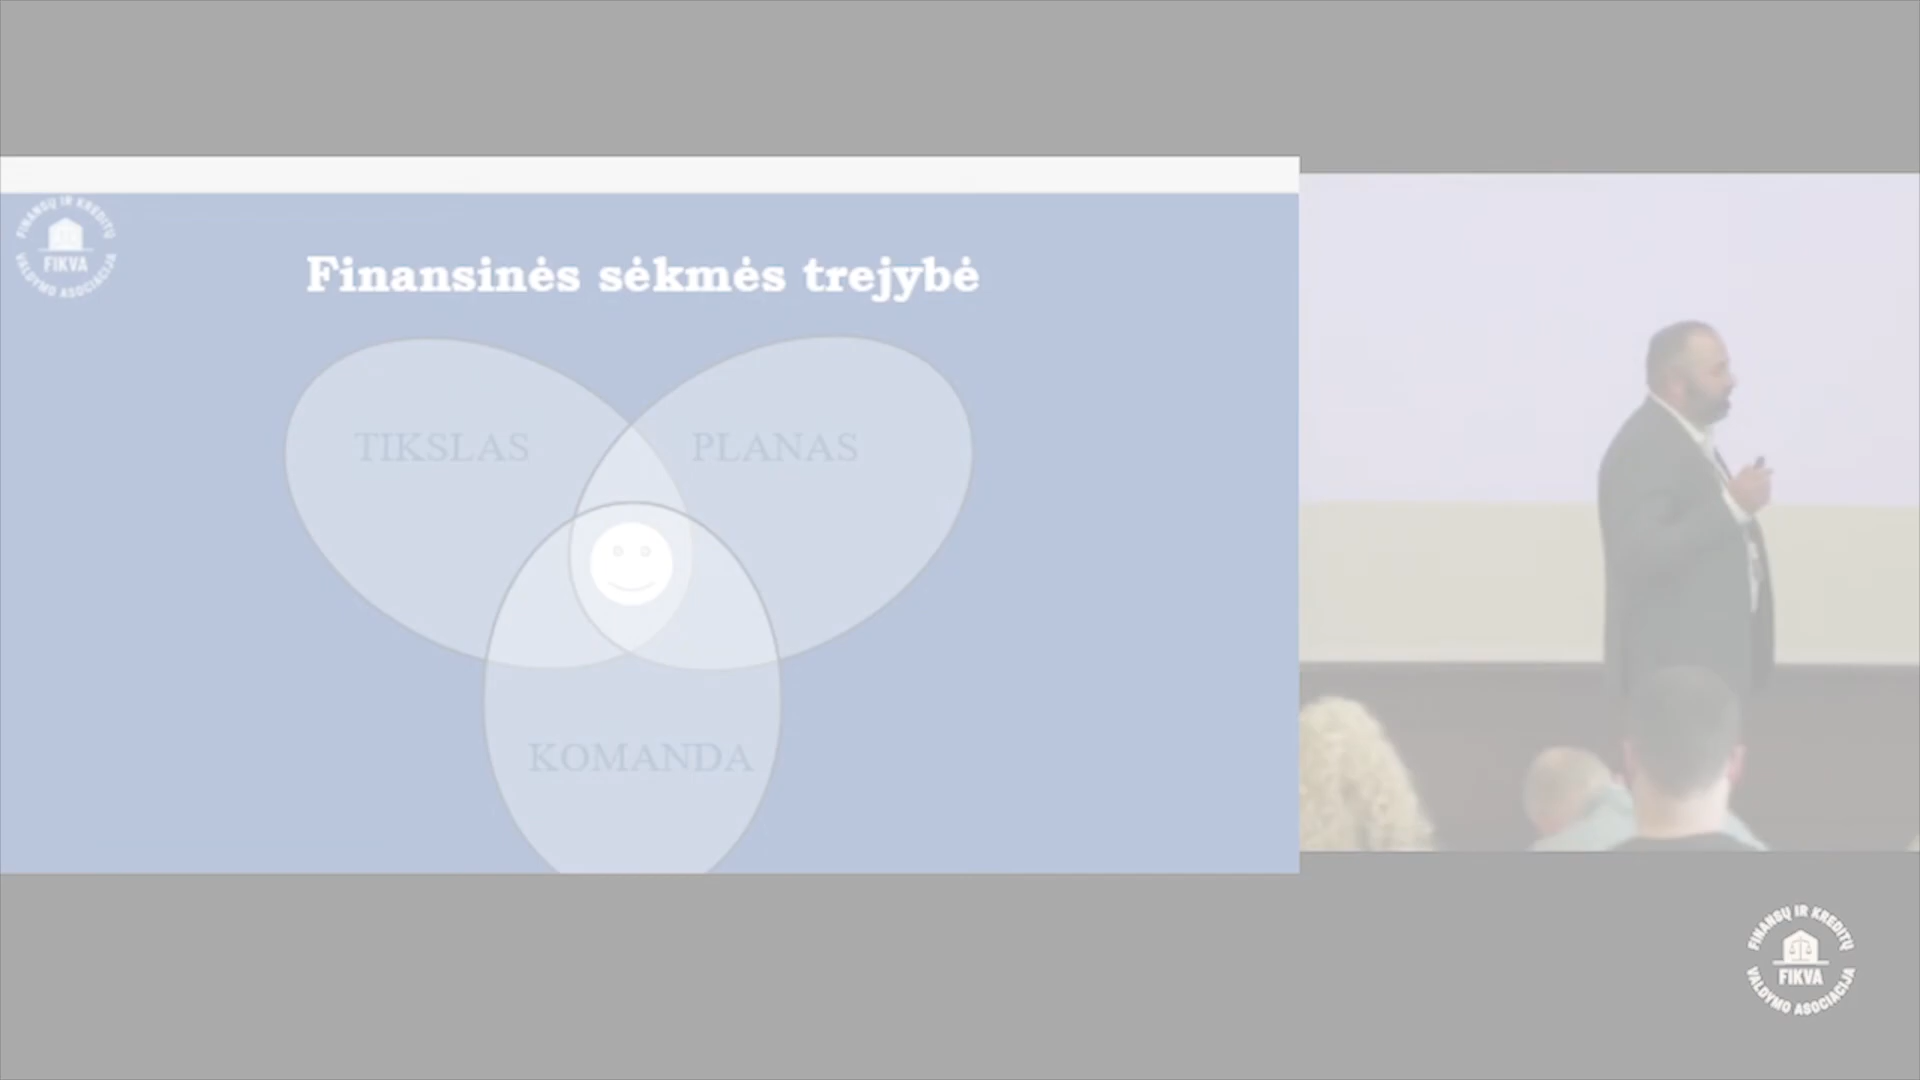 FINANSŲ IR KREDITŲ
FIKVA
VALDYMO ASOCIACIJA
Finansinės sėkmės trejybė
TIKSLAS
PLANAS
KOMANDA
FINANSŲ IR KREDITŲ
FIKVA
VALDYMO ASOCIACIJA